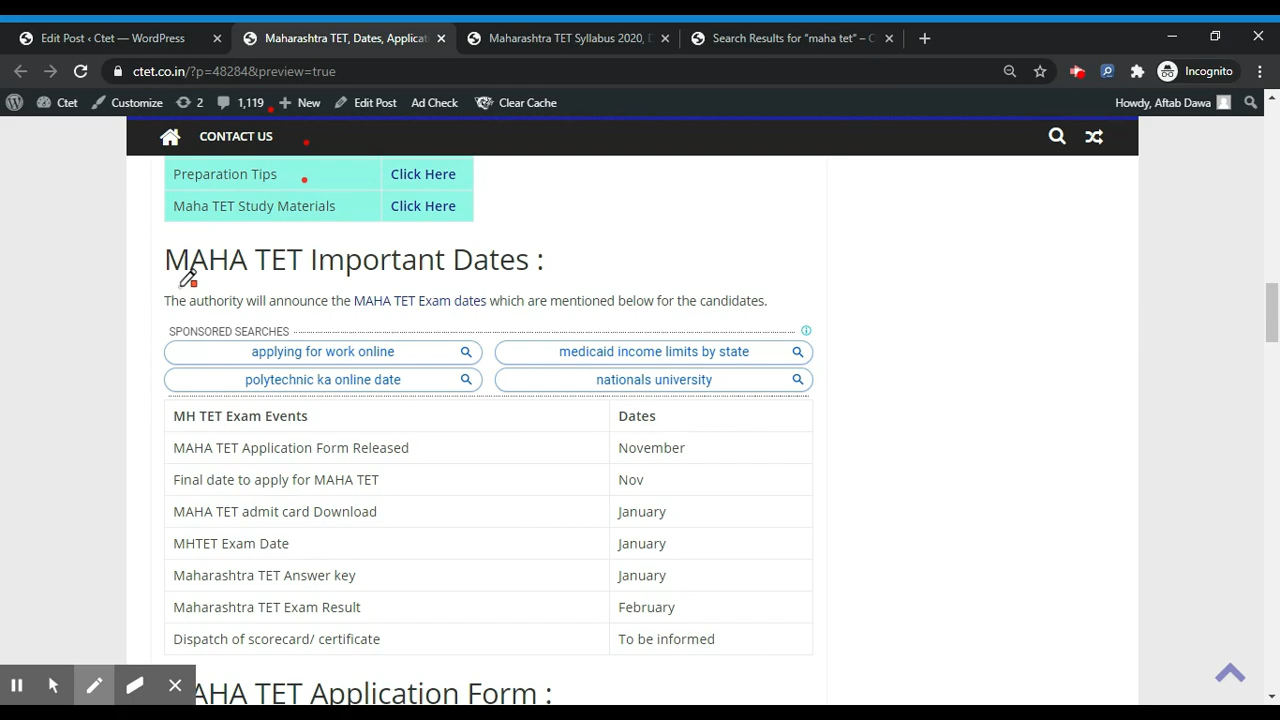 Edit Post ‹ Ctet — WordPress
Maharashtra TET, Dates, Applicat
Maharashtra TET Syllabus 2020, D
Search Results for "maha tet" – C
ctet.co.in/?p=48284&preview=true
Incognito
Ctet Customize 2 1,119 New Edit Post Ad Check Clear Cache Howdy, Aftab Dawa
CONTACT US
Preparation Tips Click Here
Maha TET Study Materials Click Here
MAHA TET Important Dates :
The authority will announce the MAHA TET Exam dates which are mentioned below for the candidates.
SPONSORED SEARCHES
applying for work online medicaid income limits by state
polytechnic ka online date nationals university
MH TET Exam Events Dates
MAHA TET Application Form Released November
Final date to apply for MAHA TET Nov
MAHA TET admit card Download January
MHTET Exam Date January
Maharashtra TET Answer key January
Maharashtra TET Exam Result February
Dispatch of scorecard/ certificate To be informed
AHA TET Application Form :